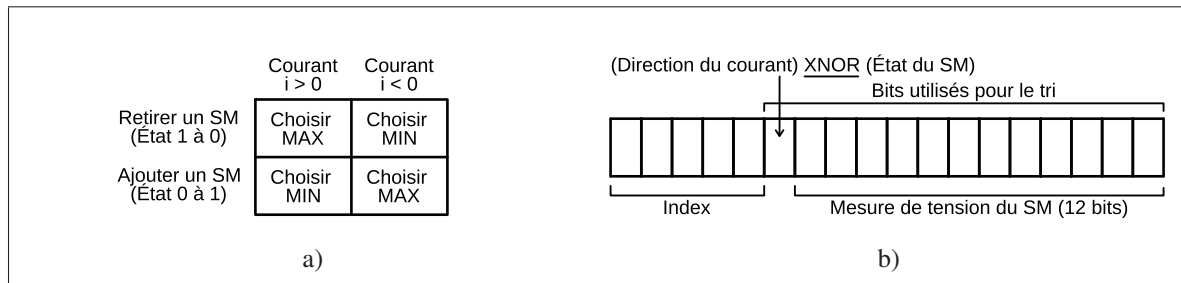 Courant
i > 0
Courant
i < 0
Retirer un SM
(État 1 à 0)
Choisir
MAX
Choisir
MIN
Ajouter un SM
(État 0 à 1)
Choisir
MIN
Choisir
MAX
a)
(Direction du courant) XNOR (État du SM)
Bits utilisés pour le tri
Index
Mesure de tension du SM (12 bits)
b)